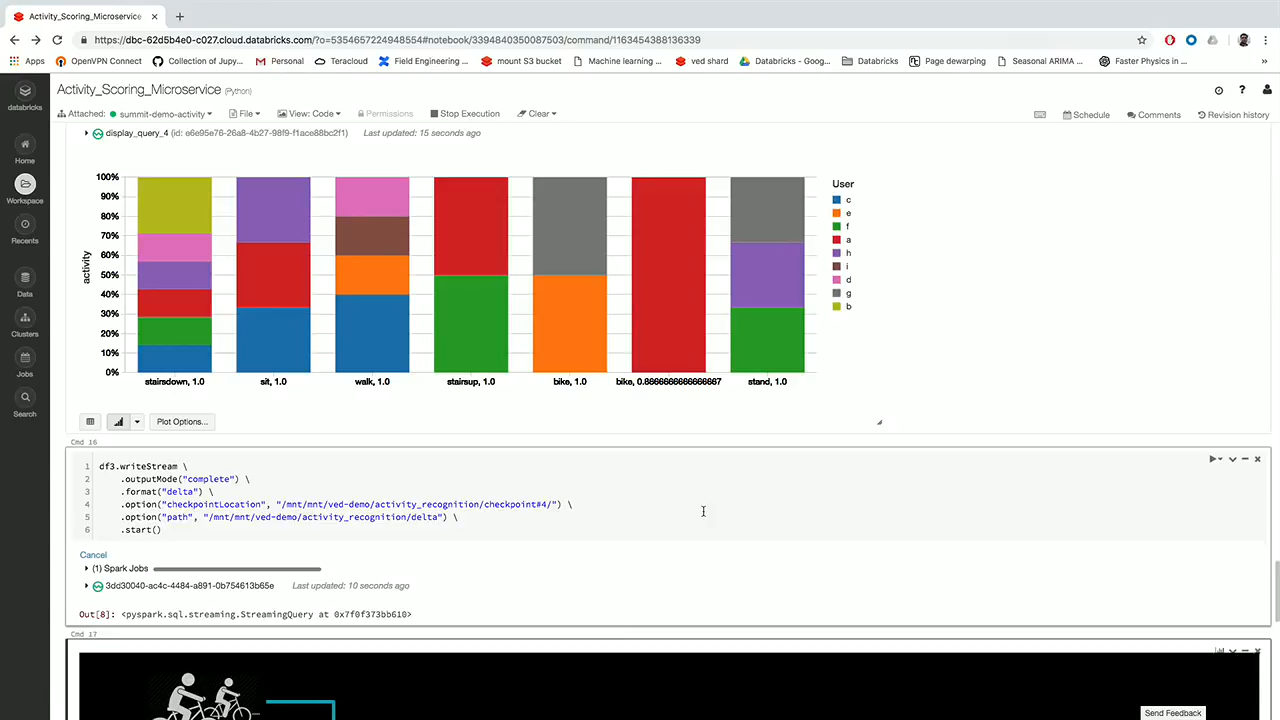 Activity_Scoring_Microservice
https://dbc-62d5b4e0-c027.cloud.databricks.com/?o=5354657224948554#notebook/3394840350087503/command/1163454388136339
Apps OpenVPN Connect Collection of Jupy... Personal Teracloud Field Engineering ... mount S3 bucket Machine learning ... ved shard Databricks - Goog... Databricks Page dewarping Seasonal ARIMA ... Faster Physics in ... »
databricks
Home
Workspace
Recents
Data
Clusters
Jobs
Search
Activity_Scoring_Microservice (Python)
Attached: summit-demo-activity File View: Code Permissions Stop Execution Clear Schedule Comments Revision history
display_query_4 (id: e6e95e76-26a8-4b27-98f9-f1ace88bc2f1) Last updated: 15 seconds ago
100%
90%
80%
70%
60%
50%
40%
30%
20%
10%
0%
activity
stairsdown, 1.0 sit, 1.0 walk, 1.0 stairsup, 1.0 bike, 1.0 bike, 0.8666666666666667 stand, 1.0
User
c
e
f
a
h
i
d
g
b
Plot Options...
Cmd 16
1 df3.writeStream \
2 .outputMode("complete") \
3 .format("delta") \
4 .option("checkpointLocation", "/mnt/mnt/ved-demo/activity_recognition/checkpoint#4/") \
5 .option("path", "/mnt/mnt/ved-demo/activity_recognition/delta") \
6 .start()
Cancel
(1) Spark Jobs
3dd30040-ac4c-4484-a891-0b754613b65e Last updated: 10 seconds ago
Out[8]: <pyspark.sql.streaming.StreamingQuery at 0x7f0f373bb610>
Cmd 17
Send Feedback